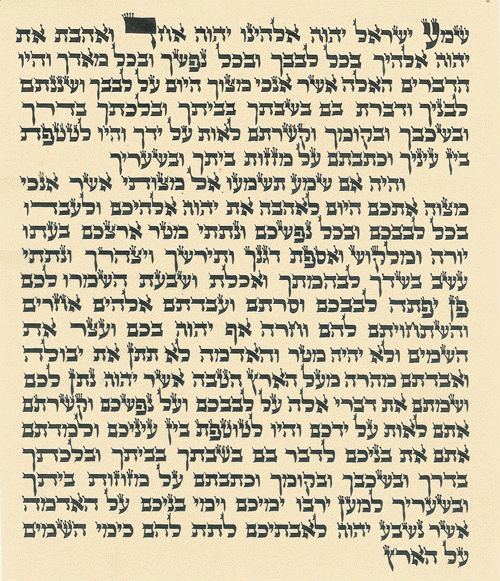 שמע ישראל יהוה אלהינו יהוה אחד ואהבת את
יהוה אלהיך בכל לבבך ובכל נפשך ובכל מאדך והיו
הדברים האלה אשר אנכי מצוך היום על לבבך ושננתם
לבניך ודברת בם בשבתך בביתך ובלכתך בדרך
ובשכבך ובקומך וקשרתם לאות על ידך והיו לטטפת
בין עיניך וכתבתם על מזזות ביתך ובשעריך
והיה אם שמע תשמעו אל מצותי אשר אנכי
מצוה אתכם היום לאהבה את יהוה אלהיכם ולעבדו
בכל לבבכם ובכל נפשכם ונתתי מטר ארצכם בעתו
יורה ומלקוש ואספת דגנך ותירשך ויצהרך ונתתי
עשב בשדך לבהמתך ואכלת ושבעת השמרו לכם
פן יפתה לבבכם וסרתם ועבדתם אלהים אחרים
והשתחויתם להם וחרה אף יהוה בכם ועצר את
השמים ולא יהיה מטר והאדמה לא תתן את יבולה
ואבדתם מהרה מעל הארץ הטבה אשר יהוה נתן לכם
ושמתם את דברי אלה על לבבכם ועל נפשכם וקשרתם
אתם לאות על ידכם והיו לטוטפת בין עיניכם ולמדתם
אתם את בניכם לדבר בם בשבתך בביתך ובלכתך
בדרך ובשכבך ובקומך וכתבתם על מזוזות ביתך
ובשעריך למען ירבו ימיכם וימי בניכם על האדמה
אשר נשבע יהוה לאבתיכם לתת להם כימי השמים
על הארץ